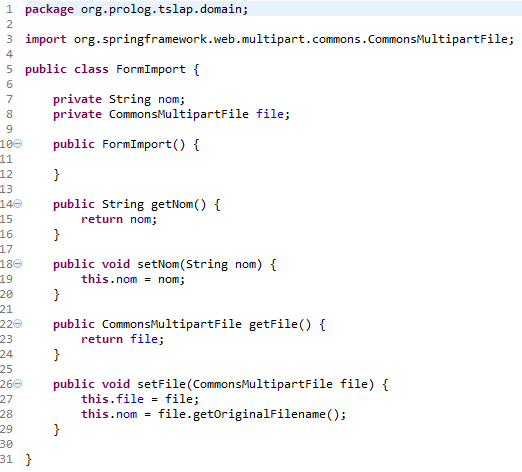 1 package org.prolog.tslap.domain;
2
3 import org.springframework.web.multipart.commons.CommonsMultipartFile;
4
5 public class FormImport {
6
7     private String nom;
8     private CommonsMultipartFile file;
9
10     public FormImport() {
11
12     }
13
14     public String getNom() {
15         return nom;
16     }
17
18     public void setNom(String nom) {
19         this.nom = nom;
20     }
21
22     public CommonsMultipartFile getFile() {
23         return file;
24     }
25
26     public void setFile(CommonsMultipartFile file) {
27         this.file = file;
28         this.nom = file.getOriginalFilename();
29     }
30
31 }